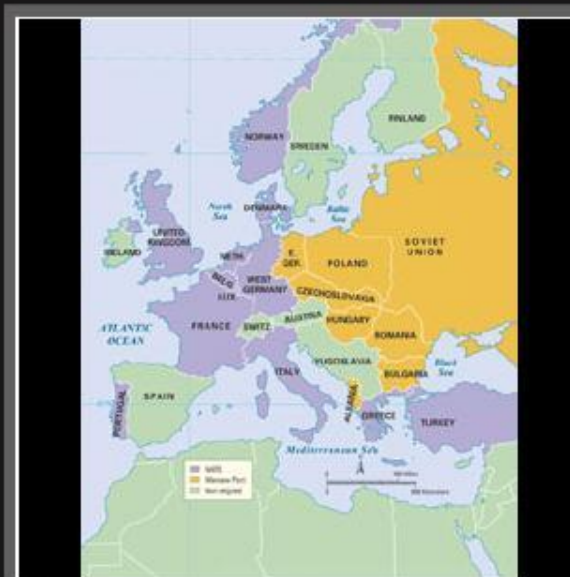 NORWAY
SWEDEN
FINLAND
North
Sea
DENMARK
Baltic
Sea
UNITED
KINGDOM
IRELAND
NETH.
E.
GER.
POLAND
SOVIET
UNION
BELG.
WEST
GERMANY
LUX.
CZECHOSLOVAKIA
ATLANTIC
OCEAN
FRANCE
SWITZ.
AUSTRIA
HUNGARY
ROMANIA
YUGOSLAVIA
ITALY
Black
Sea
BULGARIA
PORTUGAL
SPAIN
ALBANIA
GREECE
TURKEY
Mediterranean Sea
NATO
Warsaw Pact
Non-aligned